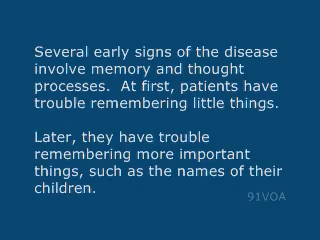 Several early signs of the disease
involve memory and thought
processes.  At first, patients have
trouble remembering little things.
Later, they have trouble
remembering more important
things, such as the names of their
children.
91VOA